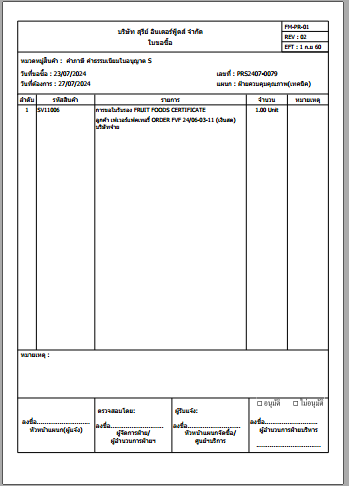 บริษัท สุรีย์ อินเตอร์ฟู้ดส์ จำกัด
ใบขอซื้อ
FM-PR-01
REV : 02
EFT : 1 ก.ย 60
หมวดหมู่สินค้า : ค่าภาษี ค่าธรรมเนียมใบอนุญาต S
วันที่ขอซื้อ : 23/07/2024
เลขที่ : PRS2407-0079
วันที่ต้องการ : 27/07/2024
แผนก : ฝ่ายควบคุมคุณภาพ(เทคนิค)
ลำดับ รหัสสินค้า รายการ จำนวน หมายเหตุ
1 SV11006 การขอใบรับรอง FRUIT FOODS CERTIFICATE 1.00 Unit
ลูกค้า เฟเวอร์ฟคเทอรี่ ORDER FVF 24/06-03-11 (เงินสด)
บริษัทจ่าย
หมายเหตุ :
อนุมัติ ไม่อนุมัติ
ตรวจสอบโดย: ผู้รับแจ้ง:
ลงชื่อ ลงชื่อ ลงชื่อ ลงชื่อ
หัวหน้าแผนก(ผู้แจ้ง) ผู้จัดการฝ่าย/ หัวหน้าแผนกจัดซื้อ/ ผู้อำนวยการฝ่ายบริหาร
ผู้อำนวยการฝ่ายฯ ศูนย์บริการ